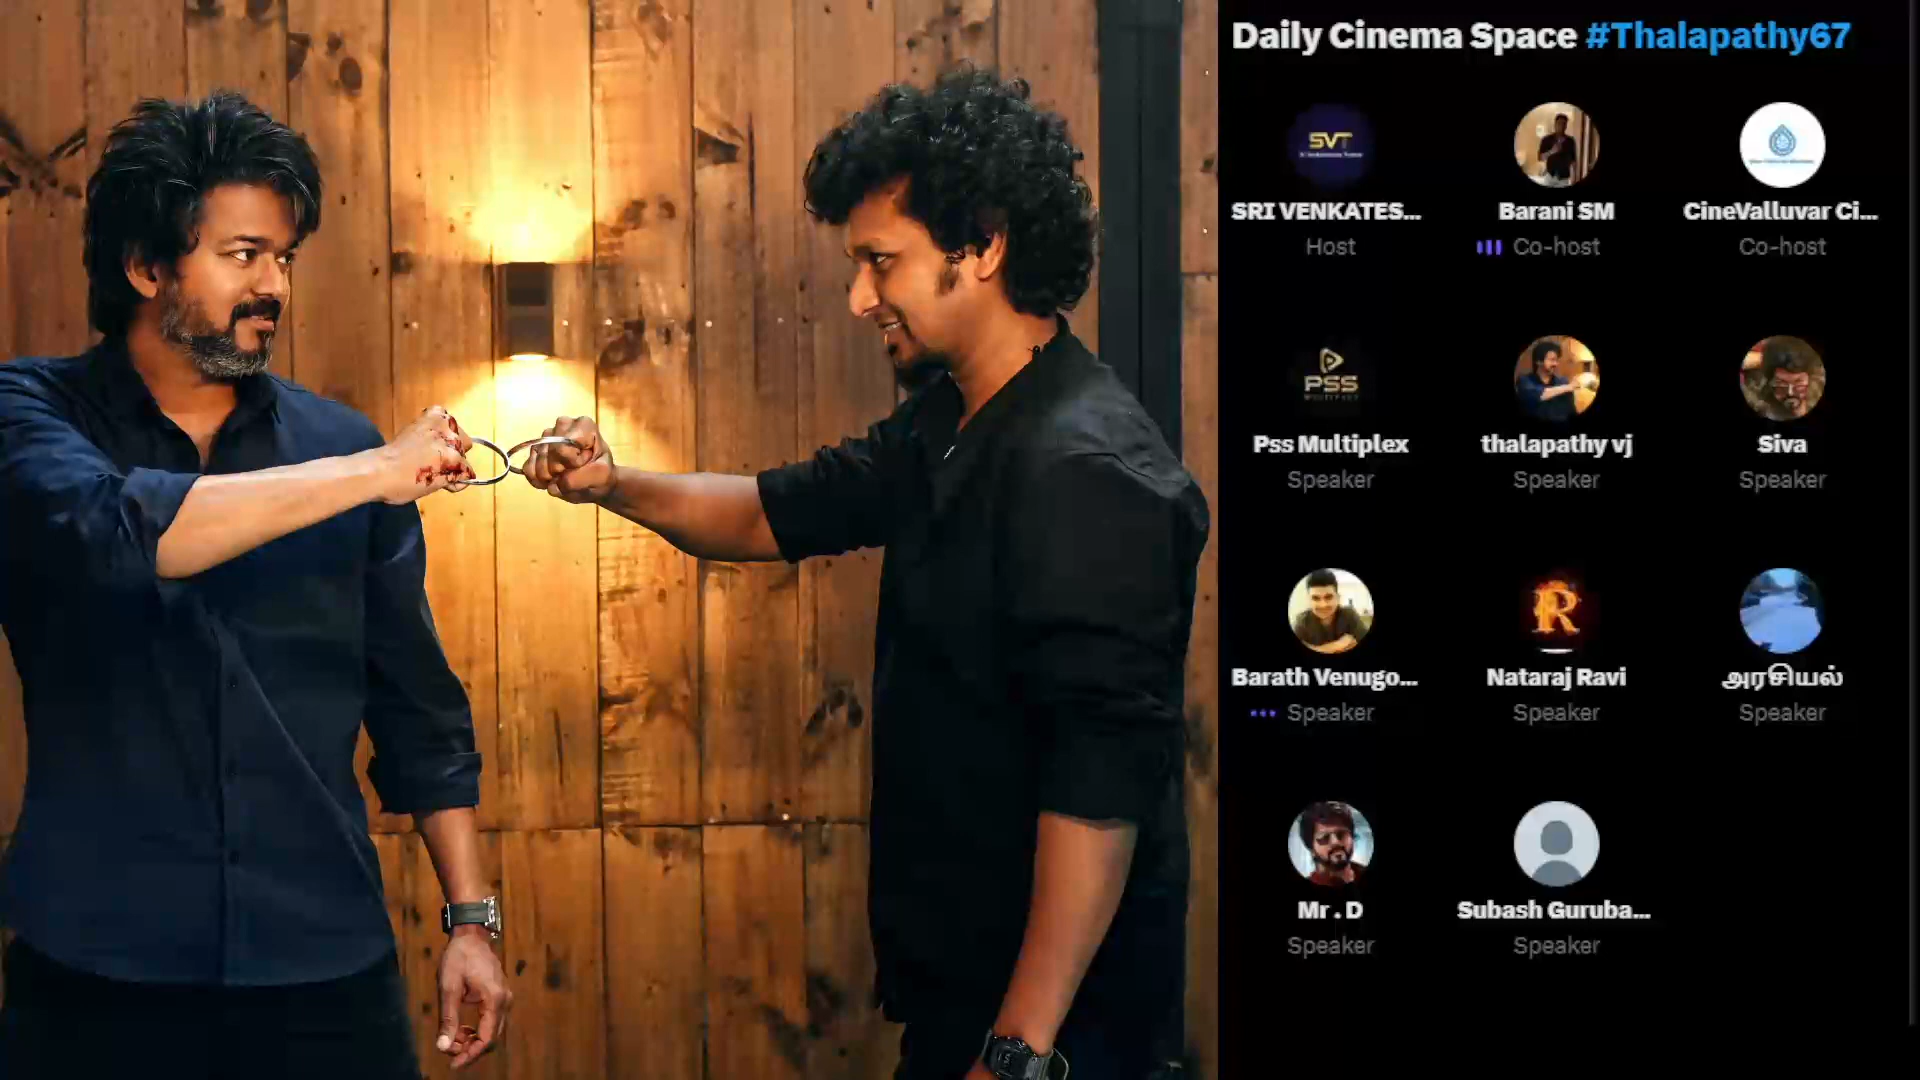 Daily Cinema Space #Thalapathy67
SVT
SRI VENKATES...
Host
Barani SM
Co-host
CineValluvar Ci...
Co-host
PSS
MULTIPLEX
Pss Multiplex
Speaker
thalapathy vj
Speaker
Siva
Speaker
Barath Venugo...
Speaker
R
Nataraj Ravi
Speaker
அரசியல்
Speaker
Mr . D
Speaker
Subash Guruba...
Speaker